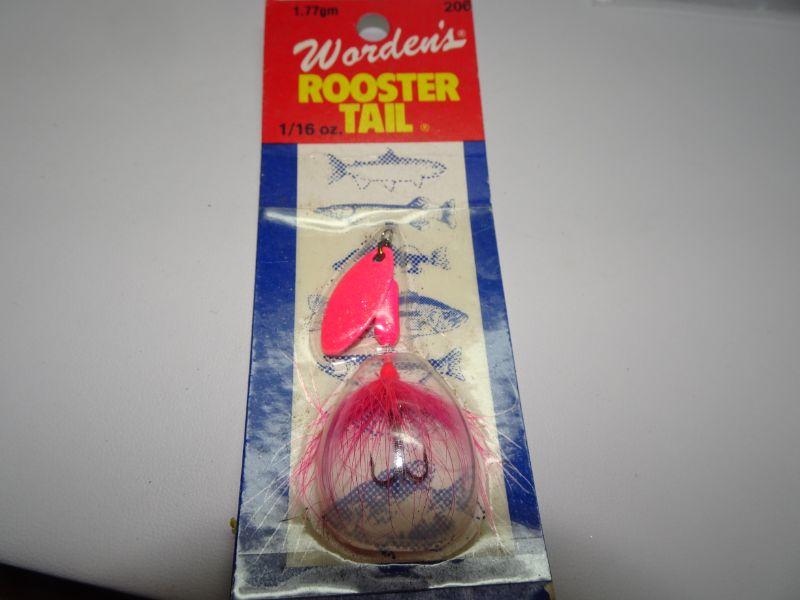 1.77gm 206
Worden's®
ROOSTER
1/16 oz. TAIL®